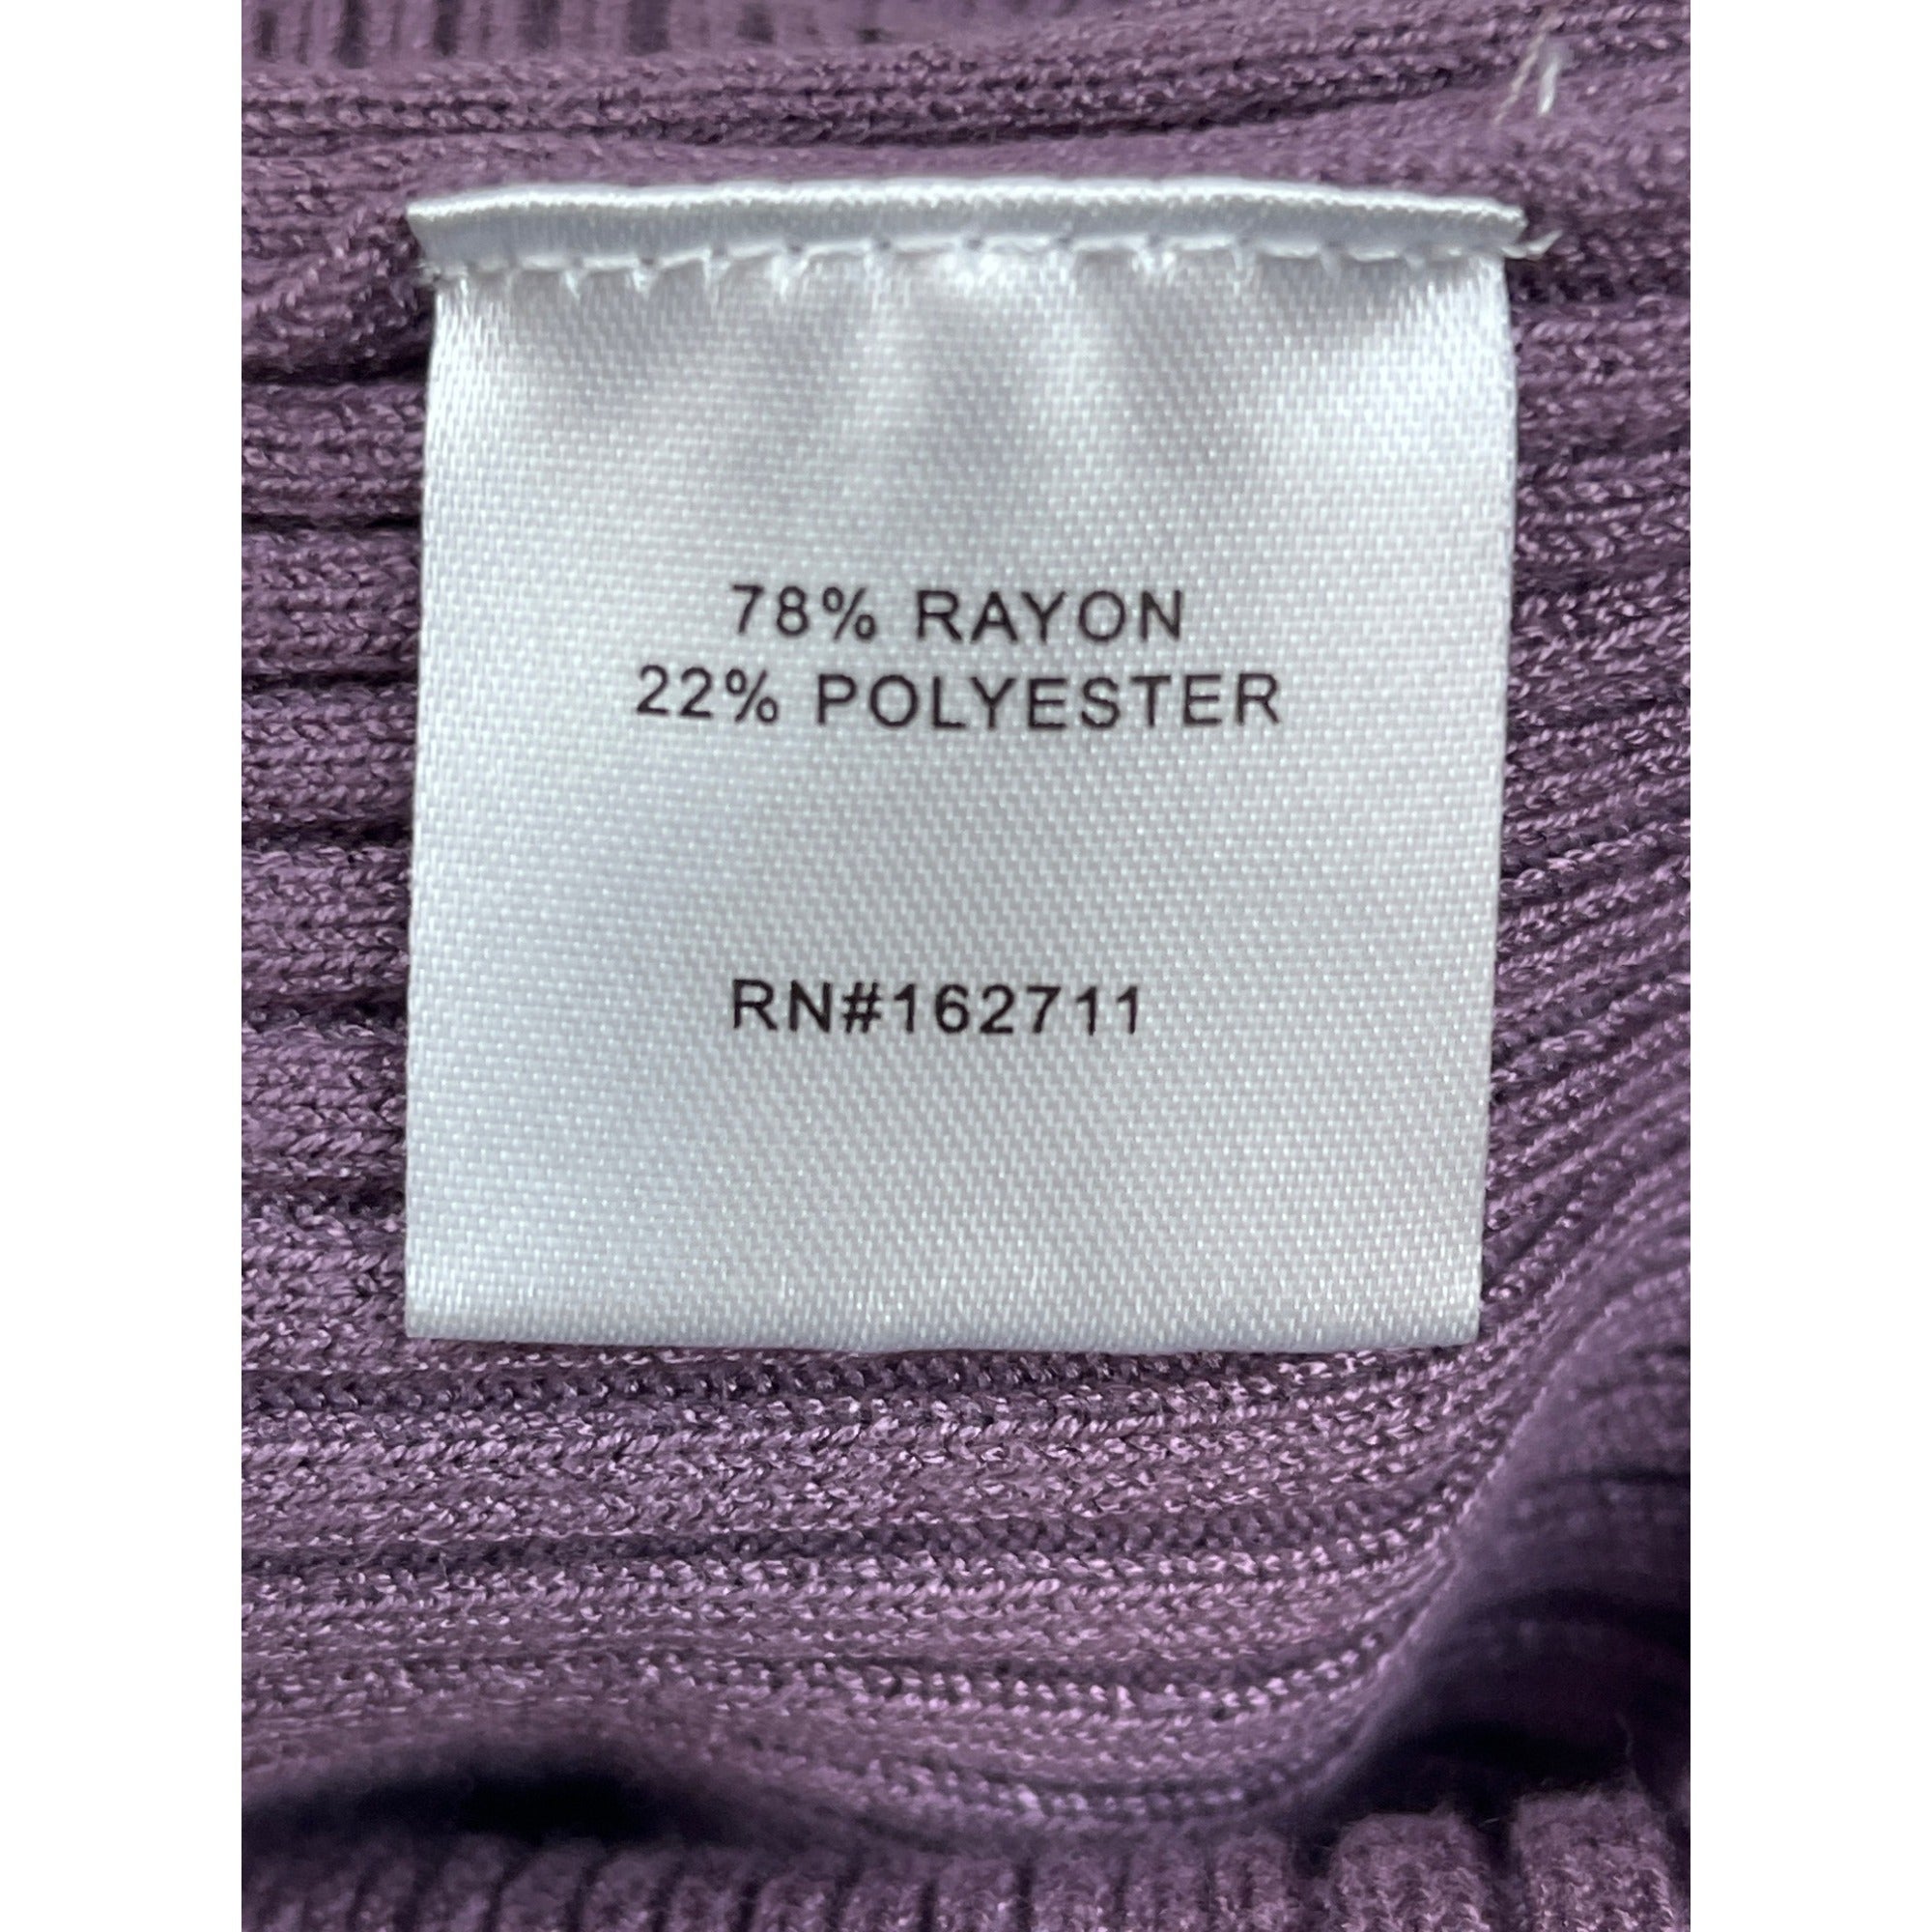 78% RAYON
22% POLYESTER
RN#162711